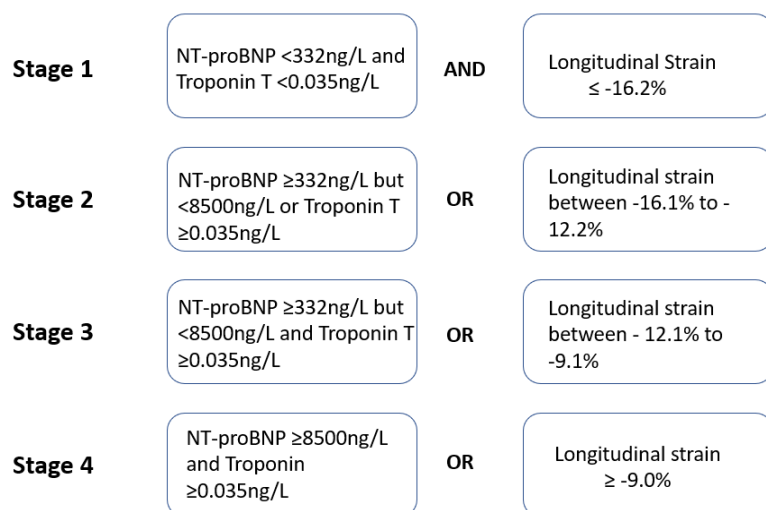 Stage 1
NT-proBNP <332ng/L and
Troponin T <0.035ng/L
AND
Longitudinal Strain
≤ -16.2%
Stage 2
NT-proBNP ≥332ng/L but
<8500ng/L or Troponin T
≥0.035ng/L
OR
Longitudinal strain
between -16.1% to -
12.2%
Stage 3
NT-proBNP ≥332ng/L but
<8500ng/L and Troponin T
≥0.035ng/L
OR
Longitudinal strain
between - 12.1% to
-9.1%
Stage 4
NT-proBNP ≥8500ng/L
and Troponin
≥0.035ng/L
OR
Longitudinal strain
≥ -9.0%